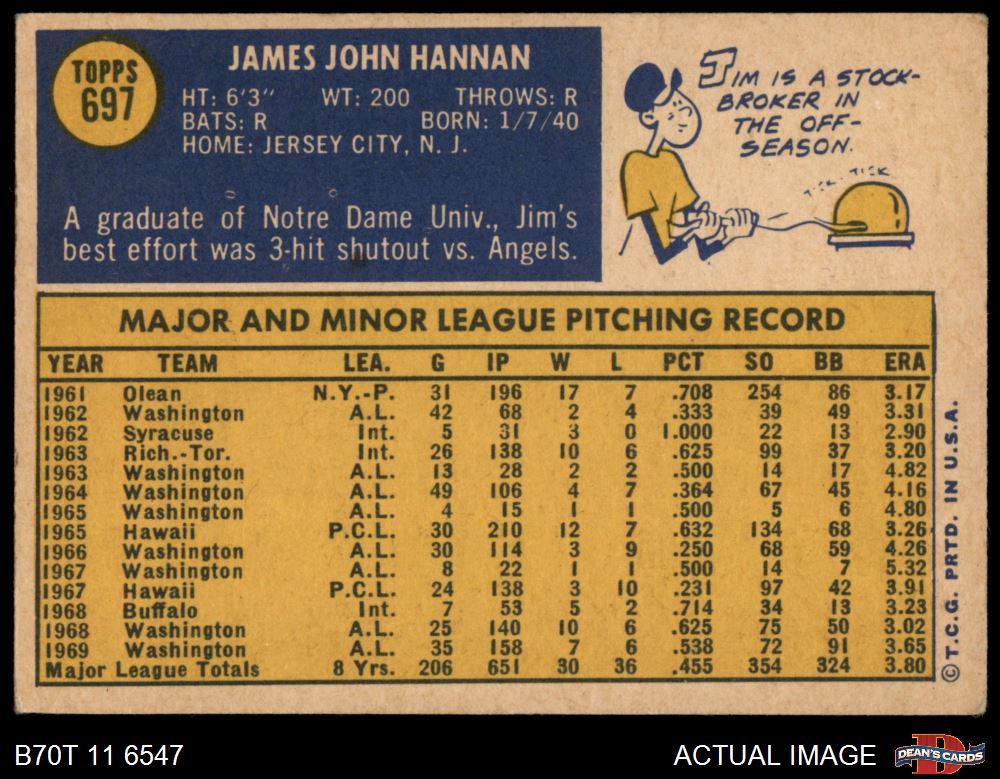 TOPPS
697
JAMES JOHN HANNAN
HT: 6'3" WT: 200 THROWS: R
BATS: R BORN: 1/7/40
HOME: JERSEY CITY, N. J.
A graduate of Notre Dame Univ., Jim's
best effort was 3-hit shutout vs. Angels.
JIM IS A STOCK-
BROKER IN
THE OFF-
SEASON.
TICK TICK
MAJOR AND MINOR LEAGUE PITCHING RECORD
YEAR TEAM LEA. G IP W L PCT SO BB ERA
1961 Olean N.Y.-P. 31 196 17 7 .708 254 86 3.17
1962 Washington A.L. 42 68 2 4 .333 39 49 3.31
1962 Syracuse Int. 5 31 3 0 1.000 22 13 2.90
1963 Rich.-Tor. Int. 26 138 10 6 .625 99 37 3.20
1963 Washington A.L. 13 28 2 2 .500 14 17 4.82
1964 Washington A.L. 49 106 4 7 .364 67 45 4.16
1965 Washington A.L. 4 15 1 1 .500 5 6 4.80
1965 Hawaii P.C.L. 30 210 12 7 .632 134 68 3.26
1966 Washington A.L. 30 114 3 9 .250 68 59 4.26
1967 Washington A.L. 8 22 1 1 .500 14 7 5.32
1967 Hawaii P.C.L. 24 138 3 10 .231 97 42 3.91
1968 Buffalo Int. 7 53 5 2 .714 34 13 3.23
1968 Washington A.L. 25 140 10 6 .625 75 50 3.02
1969 Washington A.L. 35 158 7 6 .538 72 91 3.65
Major League Totals 8 Yrs. 206 651 30 36 .455 354 324 3.80
© T.C.G. PRTD. IN U.S.A.
B70T 11 6547
ACTUAL IMAGE
DEAN'S CARDS